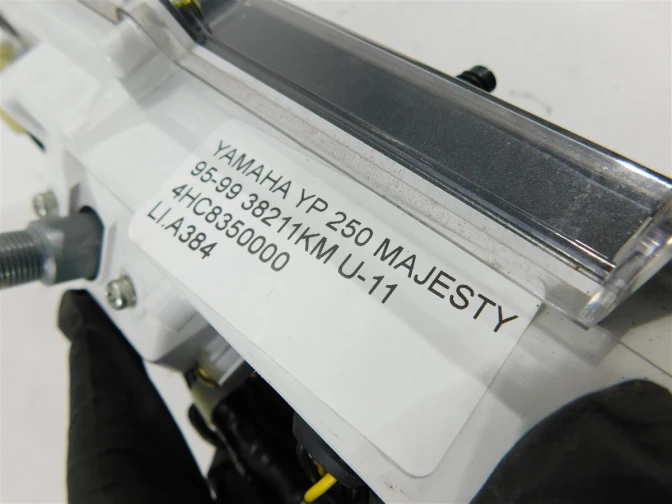 YAMAHA YP 250 MAJESTY
95-99 38211KM U-11
4HC8350000
LI.A384